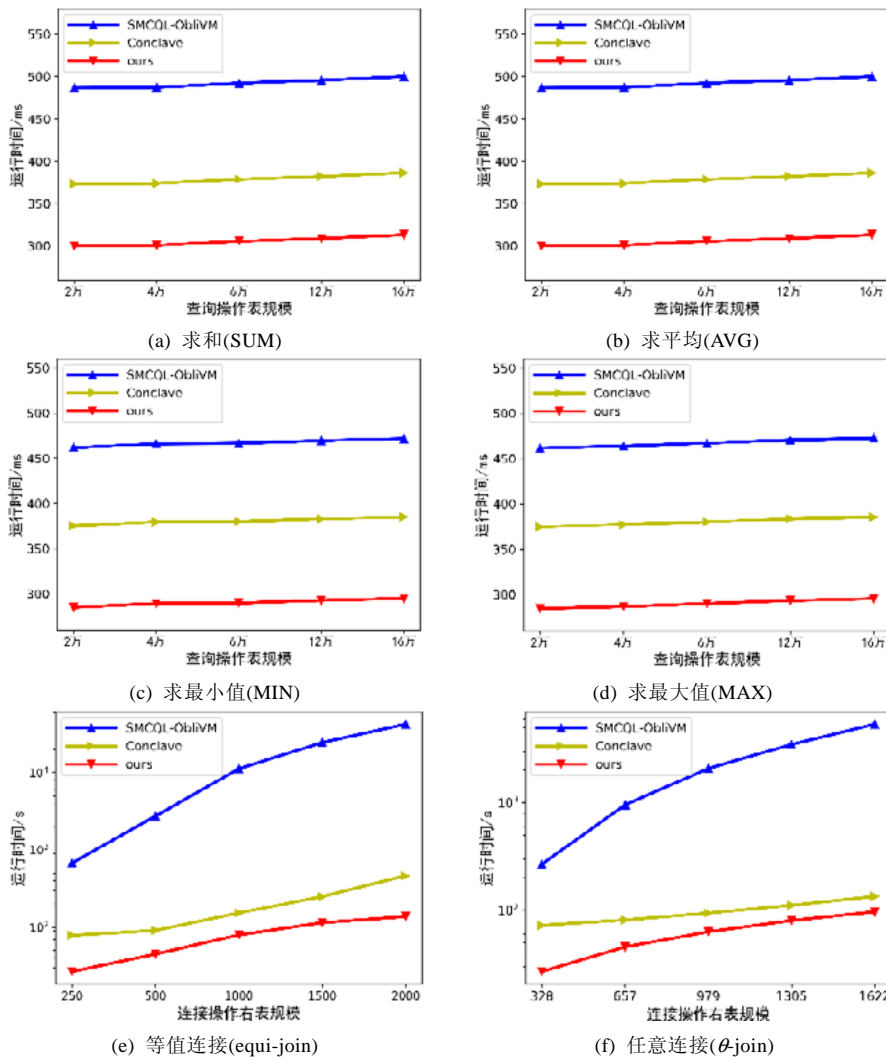 550
500
450
400
350
300
运行时间/ms
SMCQL-ObliVM
Conclave
ours
2万 4万 6万 12万 16万
查询操作表规模
(a) 求和(SUM)
550
500
450
400
350
300
运行时间/ms
SMCQL-ObliVM
Conclave
ours
2万 4万 6万 12万 16万
查询操作表规模
(b) 求平均(AVG)
550
500
450
400
350
300
运行时间/ms
SMCQL-ObliVM
Conclave
ours
2万 4万 6万 12万 16万
查询操作表规模
(c) 求最小值(MIN)
550
500
450
400
350
300
运行时间/ms
SMCQL-ObliVM
Conclave
ours
2万 4万 6万 12万 16万
查询操作表规模
(d) 求最大值(MAX)
运行时间/s
SMCQL-ObliVM
Conclave
ours
250 500 1000 1500 2000
连接操作右表规模
(e) 等值连接(equi-join)
运行时间/s
SMCQL-ObliVM
Conclave
ours
328 657 979 1305 1622
连接操作右表规模
(f) 任意连接(θ-join)